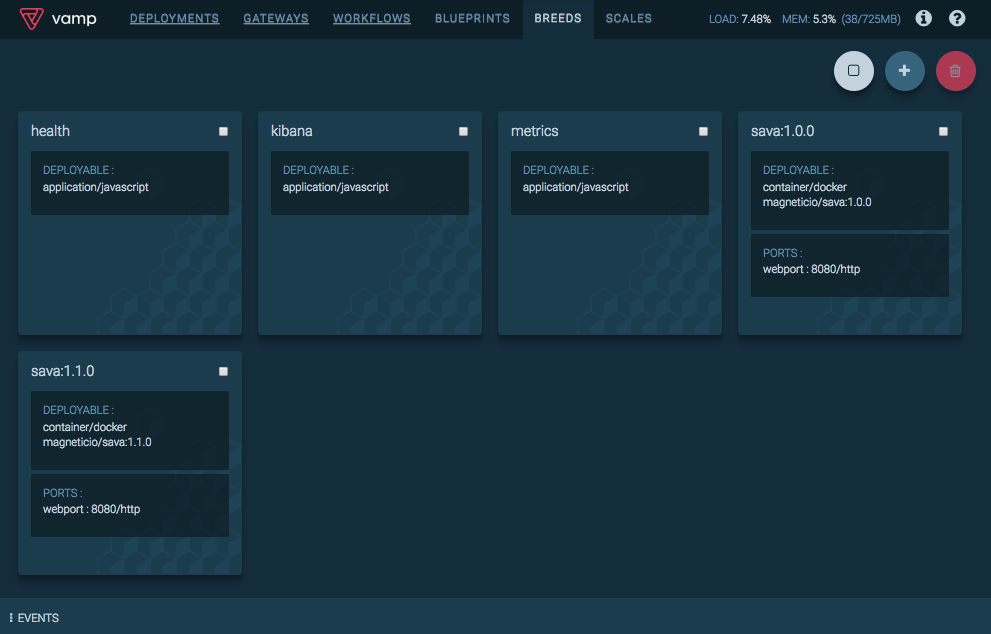 vamp DEPLOYMENTS GATEWAYS WORKFLOWS BLUEPRINTS BREEDS SCALES LOAD: 7.48% MEM: 5.3% (38/725MB)
health
DEPLOYABLE :
application/javascript
kibana
DEPLOYABLE :
application/javascript
metrics
DEPLOYABLE :
application/javascript
sava:1.0.0
DEPLOYABLE :
container/docker
magneticio/sava:1.0.0
PORTS :
webport : 8080/http
sava:1.1.0
DEPLOYABLE :
container/docker
magneticio/sava:1.1.0
PORTS :
webport : 8080/http
EVENTS